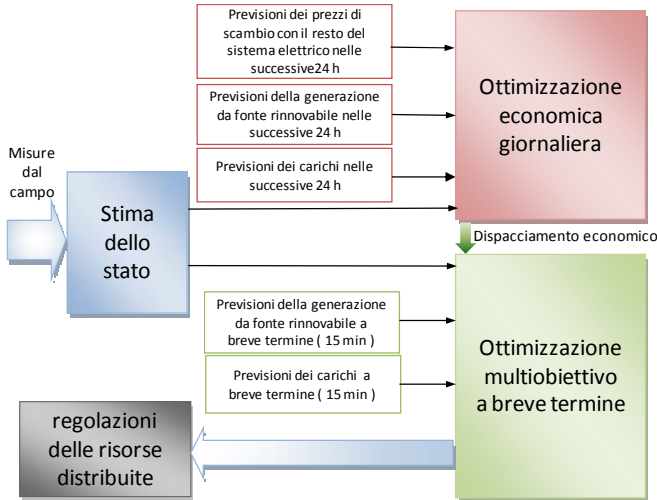 Previsioni dei prezzi di
scambio con il resto del
sistema elettrico nelle
successive24 h
Previsioni della generazione
da fonte rinnovabile nelle
successive 24 h
Previsioni dei carichi nelle
successive 24 h
Ottimizzazione
economica
giornaliera
Misure
dal
campo
Stima
dello
stato
Dispacciamento economico
Previsioni della generazione
da fonte rinnovabile a
breve termine ( 15 min )
Previsioni dei carichi a
breve termine ( 15 min )
Ottimizzazione
multiobiettivo
a breve termine
regolazioni
delle risorse
distribuite